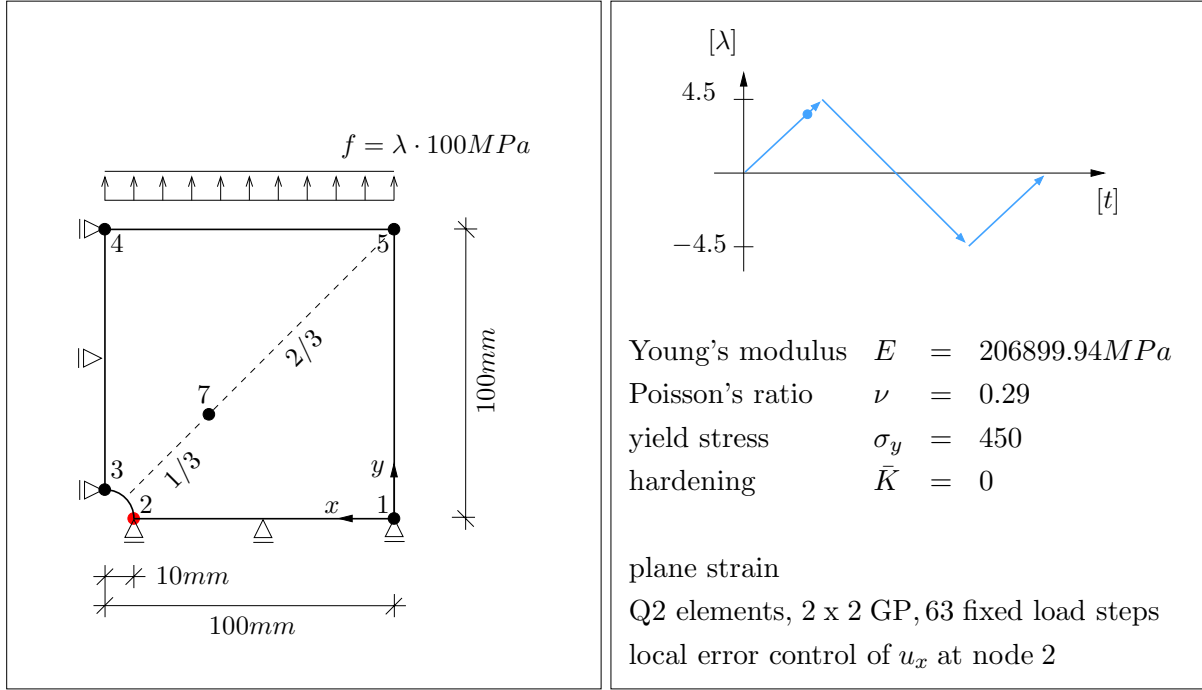 f = λ · 100MPa
4
5
2/3
100mm
7
1/3
3
2
x
y
1
10mm
100mm
[λ]
4.5
−4.5
[t]
Young's modulus E = 206899.94MPa
Poisson's ratio ν = 0.29
yield stress σ_y = 450
hardening K̄ = 0
plane strain
Q2 elements, 2 x 2 GP, 63 fixed load steps
local error control of u_x at node 2